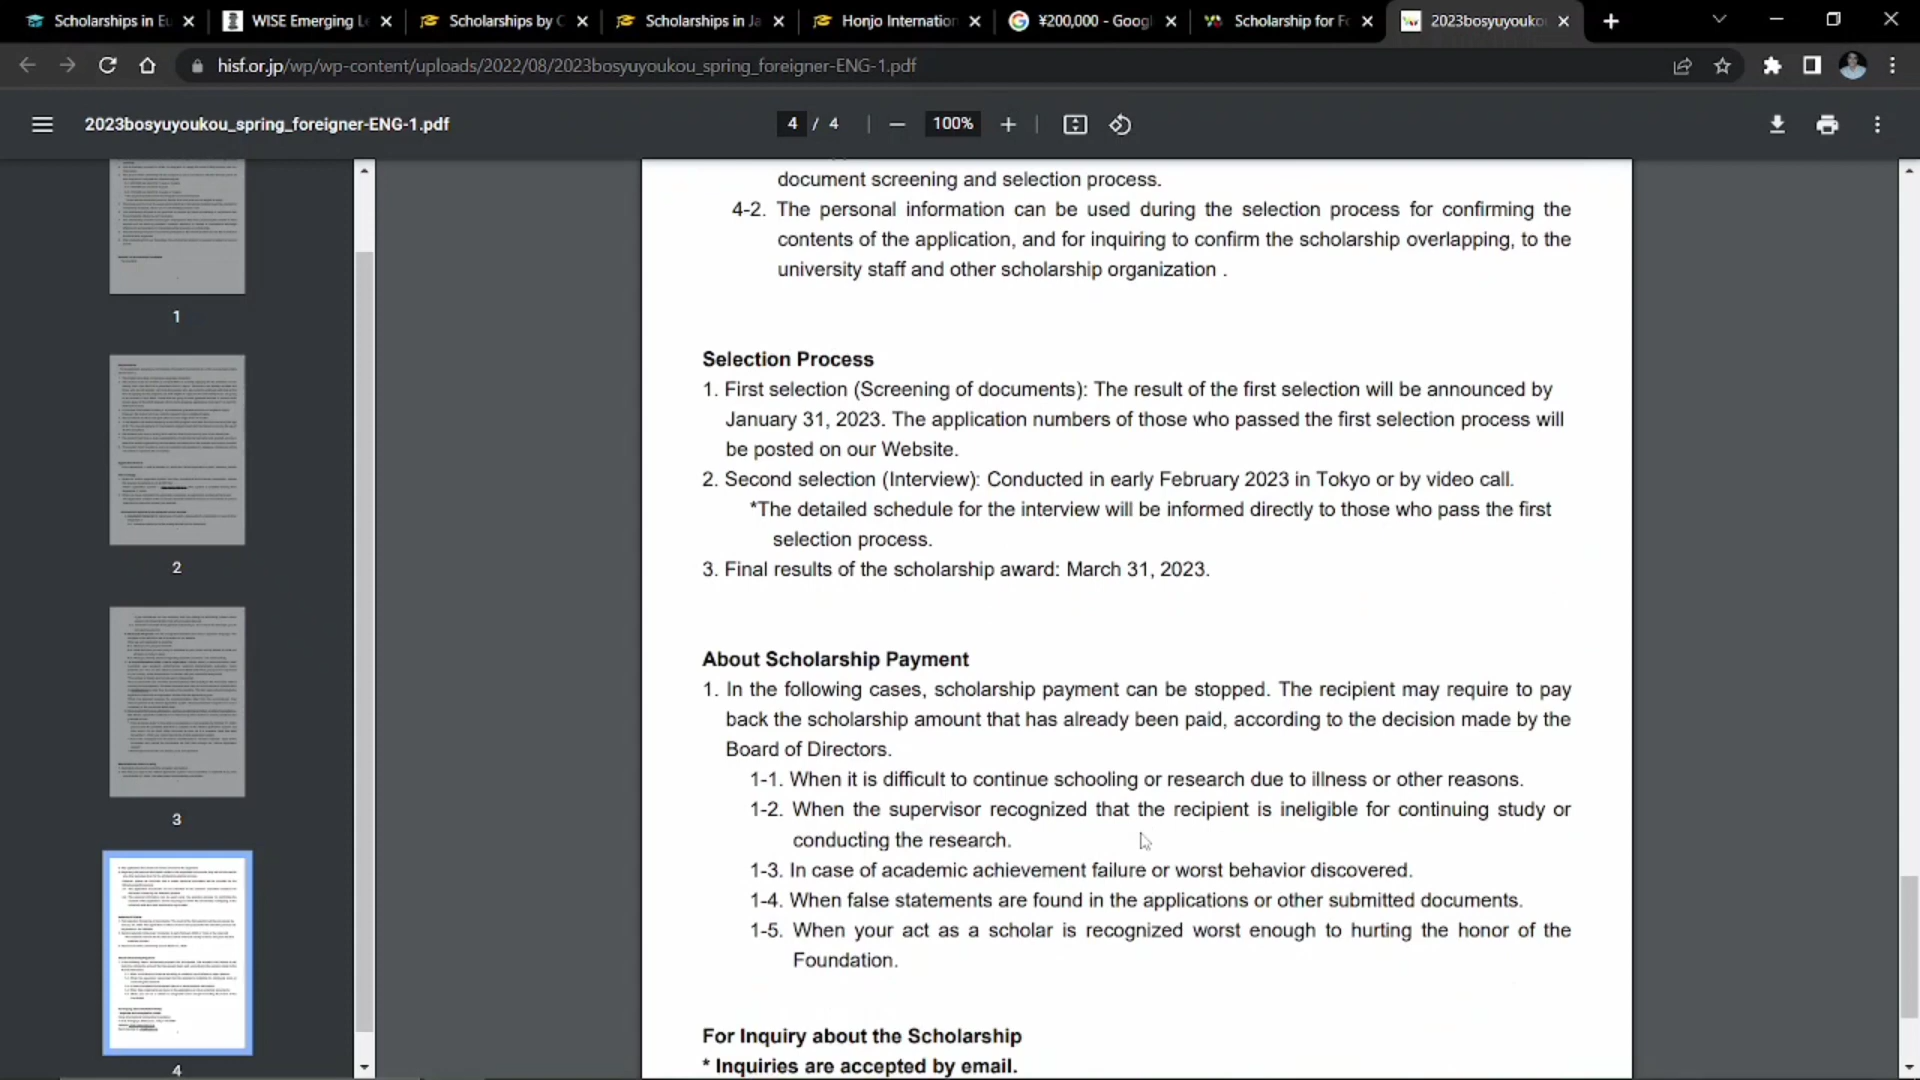 Scholarships in Eu
WISE Emerging Le
Scholarships by C
Scholarships in Ja
Honjo Internation
¥200,000 - Googl
Scholarship for Fo
2023bosyuyoukou
hisf.or.jp/wp/wp-content/uploads/2022/08/2023bosyuyoukou_spring_foreigner-ENG-1.pdf
2023bosyuyoukou_spring_foreigner-ENG-1.pdf
4 / 4
100%
1
2
3
4
document screening and selection process.
4-2. The personal information can be used during the selection process for confirming the
contents of the application, and for inquiring to confirm the scholarship overlapping, to the
university staff and other scholarship organization .
Selection Process
1. First selection (Screening of documents): The result of the first selection will be announced by
January 31, 2023. The application numbers of those who passed the first selection process will
be posted on our Website.
2. Second selection (Interview): Conducted in early February 2023 in Tokyo or by video call.
*The detailed schedule for the interview will be informed directly to those who pass the first
selection process.
3. Final results of the scholarship award: March 31, 2023.
About Scholarship Payment
1. In the following cases, scholarship payment can be stopped. The recipient may require to pay
back the scholarship amount that has already been paid, according to the decision made by the
Board of Directors.
1-1. When it is difficult to continue schooling or research due to illness or other reasons.
1-2. When the supervisor recognized that the recipient is ineligible for continuing study or
conducting the research.
1-3. In case of academic achievement failure or worst behavior discovered.
1-4. When false statements are found in the applications or other submitted documents.
1-5. When your act as a scholar is recognized worst enough to hurting the honor of the
Foundation.
For Inquiry about the Scholarship
* Inquiries are accepted by email.